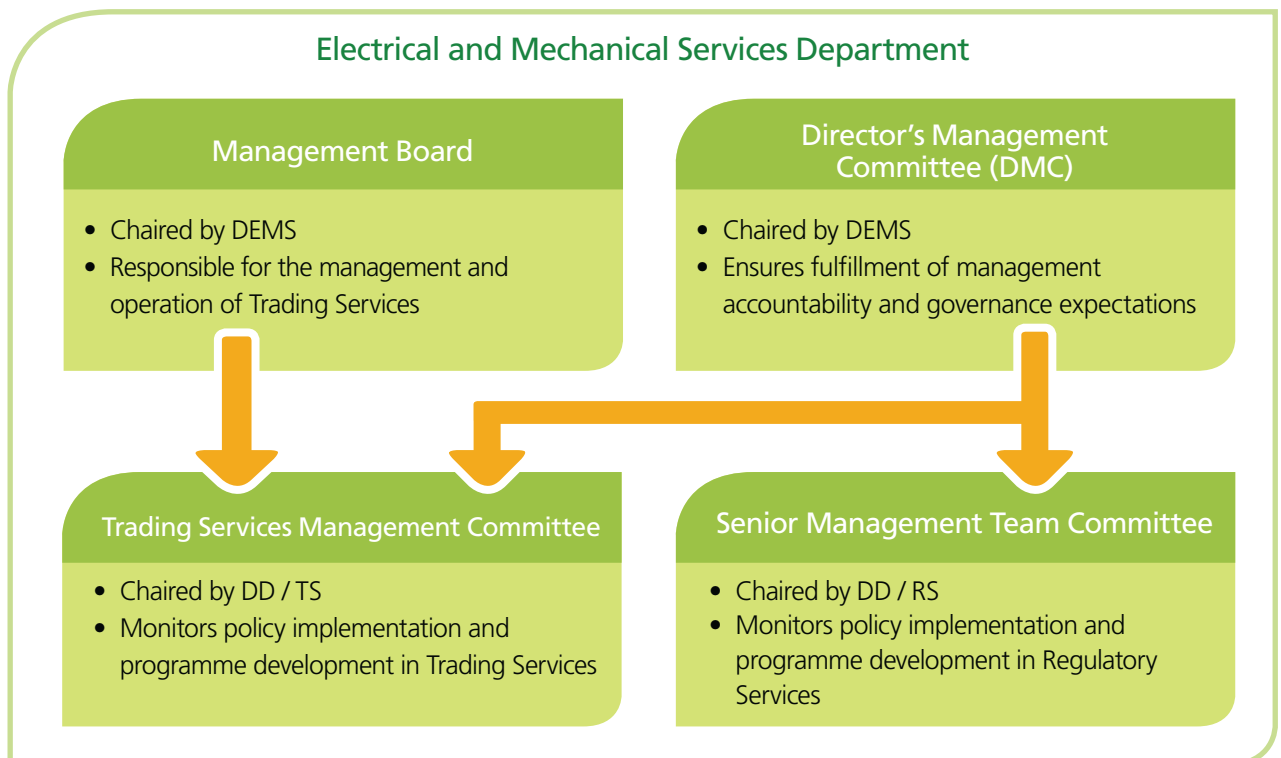 Electrical and Mechanical Services Department
Management Board
• Chaired by DEMS
• Responsible for the management and
operation of Trading Services
Director’s Management
Committee (DMC)
• Chaired by DEMS
• Ensures fulfillment of management
accountability and governance expectations
Trading Services Management Committee
• Chaired by DD / TS
• Monitors policy implementation and
programme development in Trading Services
Senior Management Team Committee
• Chaired by DD / RS
• Monitors policy implementation and
programme development in Regulatory
Services